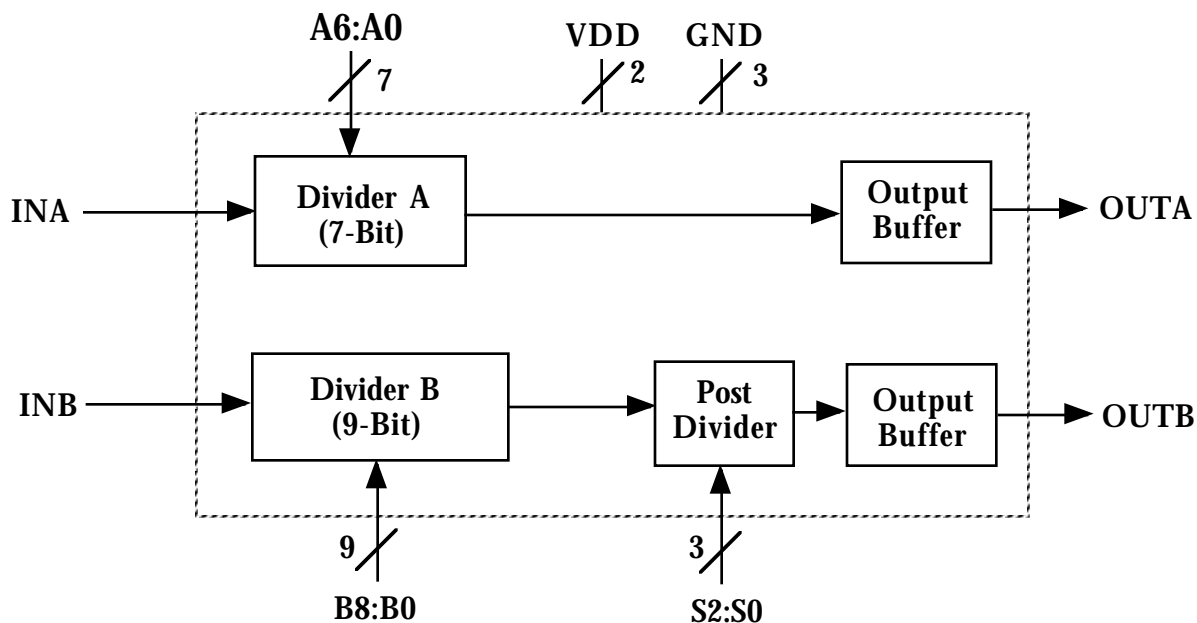 A6:A0
VDD
GND
7
2
3
Divider A
(7-Bit)
Output
Buffer
INA
OUTA
Divider B
(9-Bit)
Post
Divider
Output
Buffer
INB
OUTB
9
3
B8:B0
S2:S0